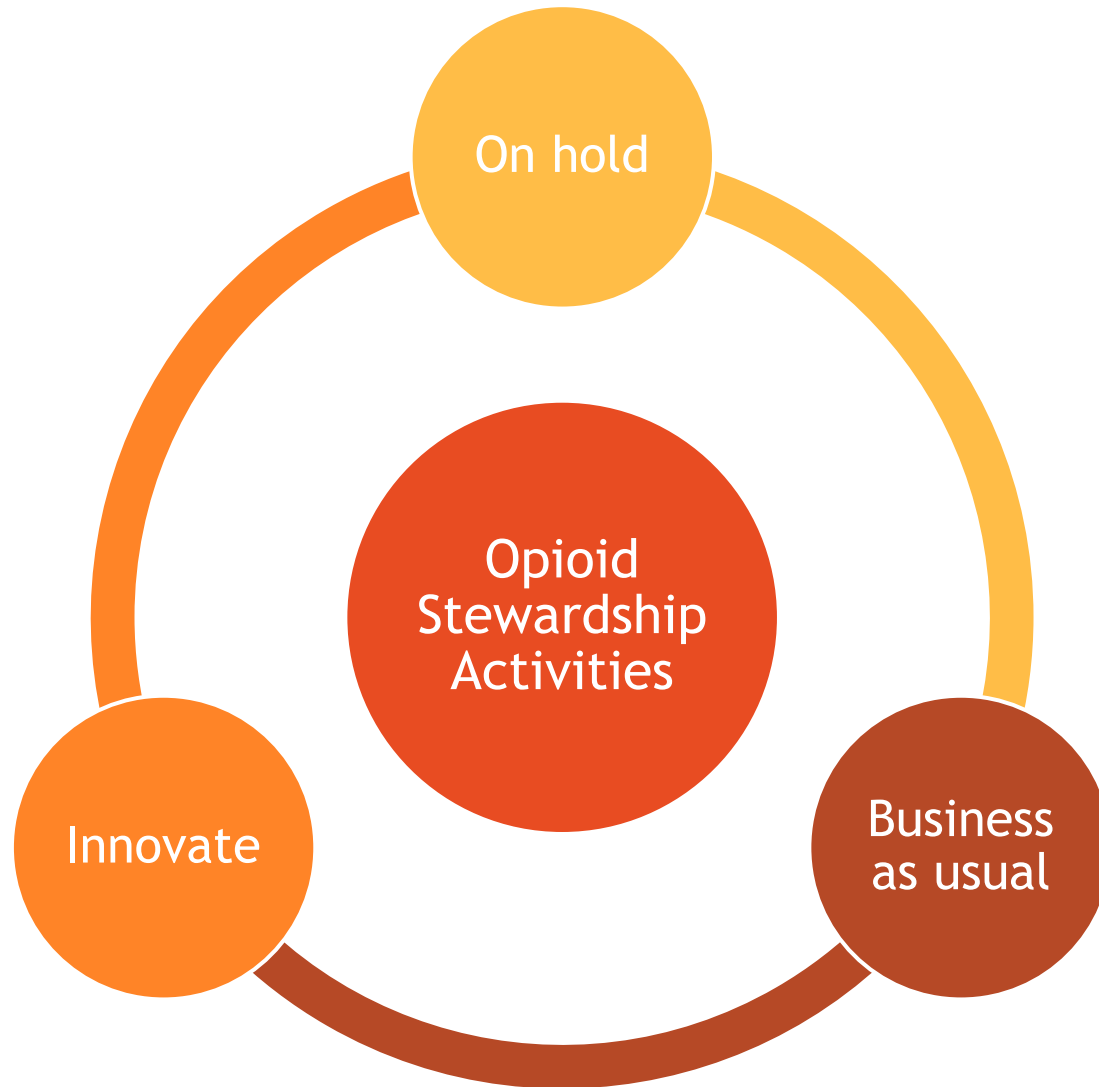 On hold
Opioid
Stewardship
Activities
Innovate
Business
as usual